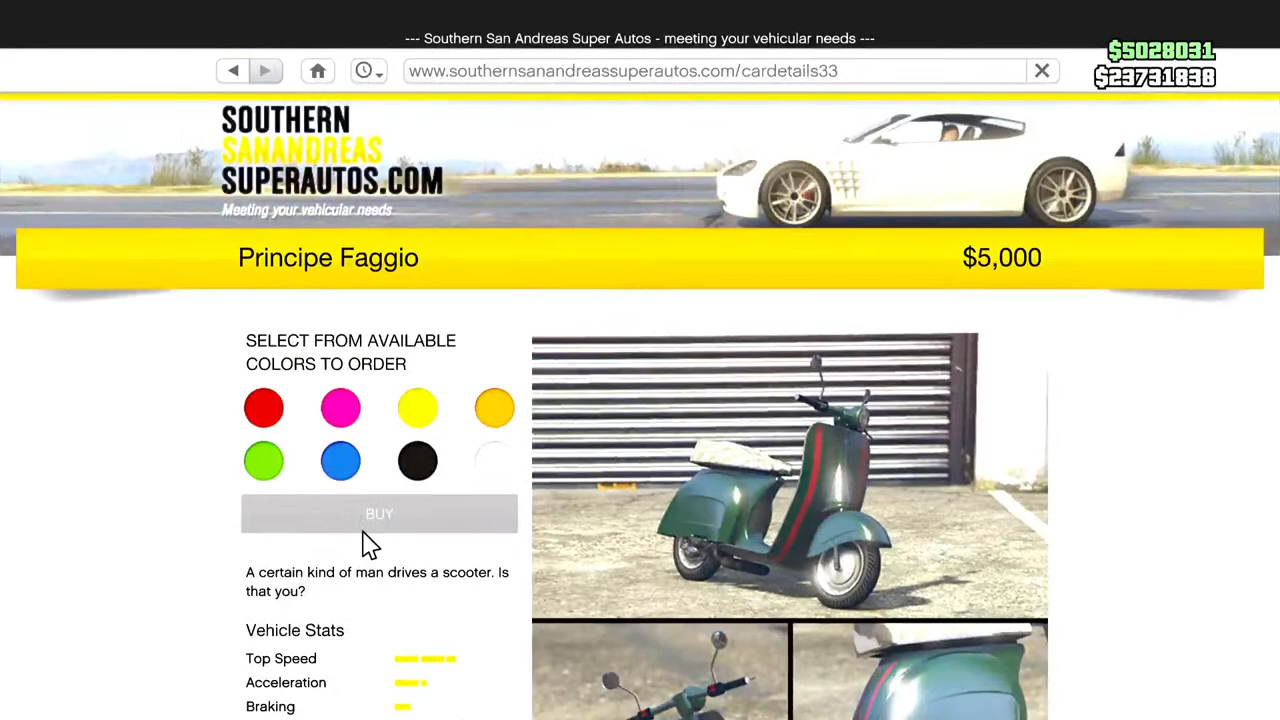 --- Southern San Andreas Super Autos - meeting your vehicular needs ---
$5028031
www.southernsanandreassuperautos.com/cardetails33
$23731838
SOUTHERN
SANANDREAS
SUPERAUTOS.COM
Meeting your vehicular needs
Principe Faggio
$5,000
SELECT FROM AVAILABLE
COLORS TO ORDER
BUY
A certain kind of man drives a scooter. Is
that you?
Vehicle Stats
Top Speed
Acceleration
Braking